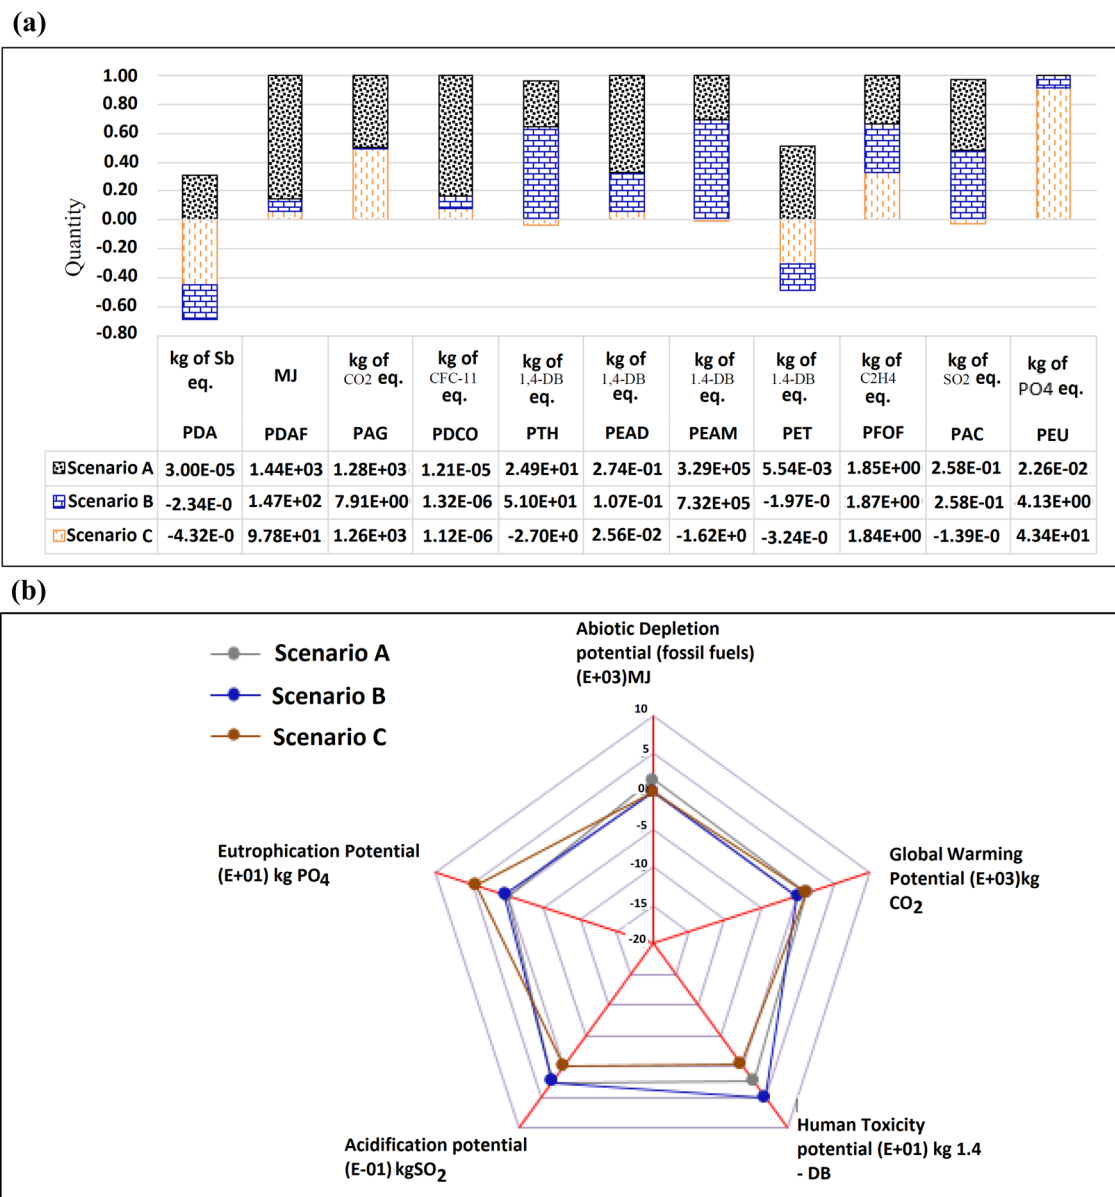 (a)
1.00
0.80
0.60
0.40
0.20
0.00
-0.20
-0.40
-0.60
-0.80
Quantity
kg of Sb eq. MJ kg of CO2 eq. kg of CFC-11 eq. kg of 1,4-DB eq. kg of 1,4-DB eq. kg of 1.4-DB eq. kg of 1.4-DB eq. kg of C2H4 eq. kg of SO2 eq. kg of PO4 eq.
PDA PDAF PAG PDCO PTH PEAD PEAM PET PFOF PAC PEU
Scenario A 3.00E-05 1.44E+03 1.28E+03 1.21E-05 2.49E+01 2.74E-01 3.29E+05 5.54E-03 1.85E+00 2.58E-01 2.26E-02
Scenario B -2.34E-0 1.47E+02 7.91E+00 1.32E-06 5.10E+01 1.07E-01 7.32E+05 -1.97E-0 1.87E+00 2.58E-01 4.13E+00
Scenario C -4.32E-0 9.78E+01 1.26E+03 1.12E-06 -2.70E+0 2.56E-02 -1.62E+0 -3.24E-0 1.84E+00 -1.39E-0 4.34E+01
(b)
Scenario A
Scenario B
Scenario C
Abiotic Depletion
potential (fossil fuels)
(E+03)MJ
10
5
0
-5
-10
-15
-20
Eutrophication Potential
(E+01) kg PO4
Global Warming
Potential (E+03)kg
CO2
Acidification potential
(E-01) kgSO2
Human Toxicity
potential (E+01) kg 1.4
- DB